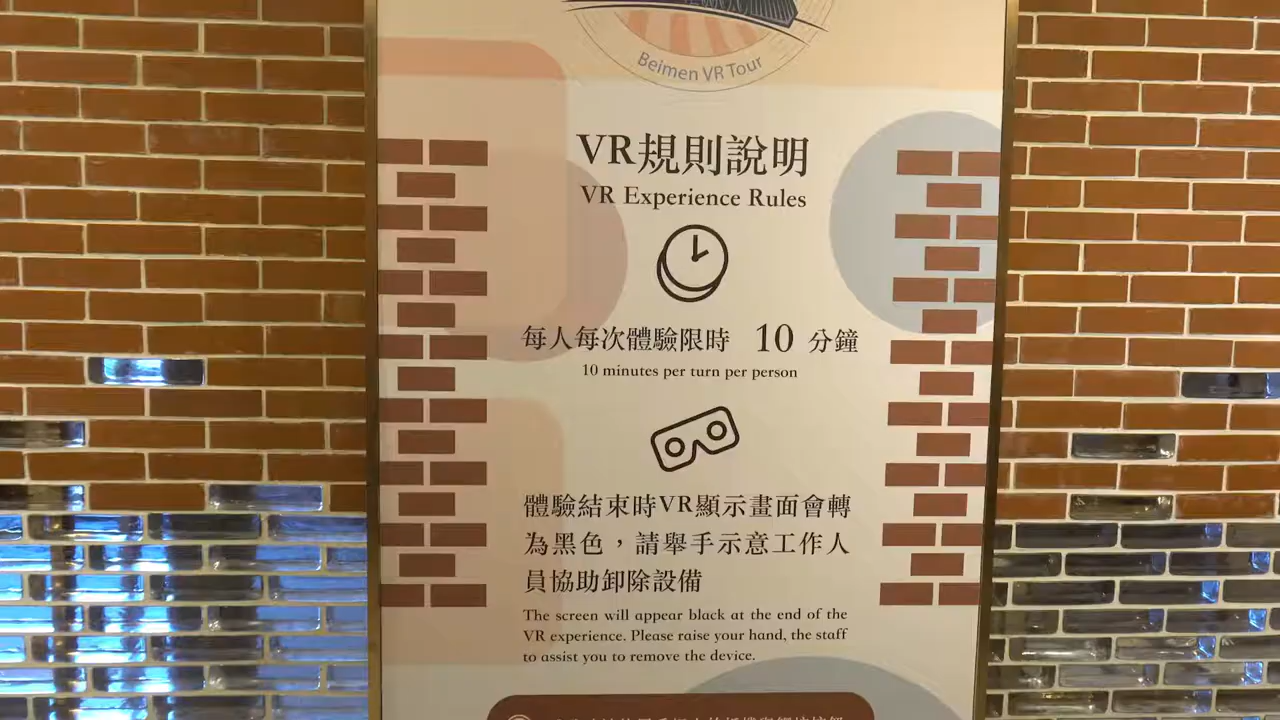 Beimen VR Tour
VR規則說明
VR Experience Rules
每人每次體驗限時 10 分鐘
10 minutes per turn per person
體驗結束時VR顯示畫面會轉
為黑色，請舉手示意工作人
員協助卸除設備
The screen will appear black at the end of the
VR experience. Please raise your hand, the staff
to assist you to remove the device.